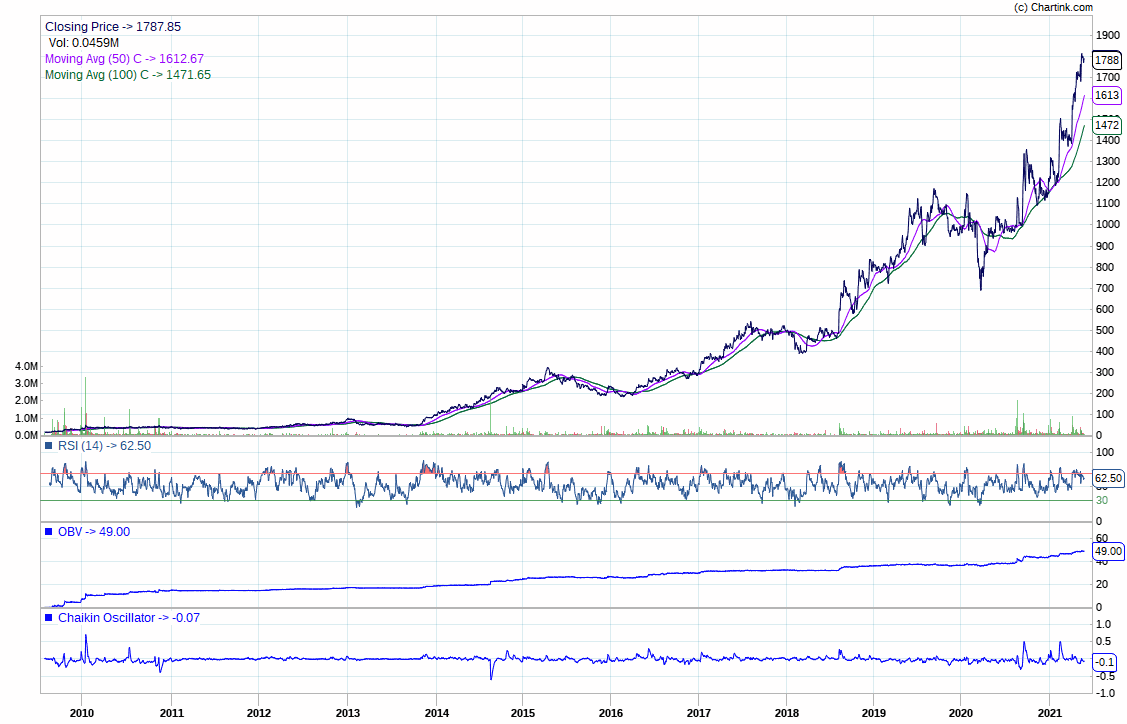 (c) Chartink.com
Closing Price -> 1787.85
Vol: 0.0459M
Moving Avg (50) C -> 1612.67
Moving Avg (100) C -> 1471.65
1900
1788
1700
1613
1472
1400
1300
1200
1100
1000
900
800
700
600
500
400
300
200
100
0
4.0M
3.0M
2.0M
1.0M
0.0M
RSI (14) -> 62.50
100
62.50
30
0
OBV -> 49.00
60
49.00
40
20
0
Chaikin Oscillator -> -0.07
1.0
0.5
-0.1
-0.5
-1.0
2010 2011 2012 2013 2014 2015 2016 2017 2018 2019 2020 2021